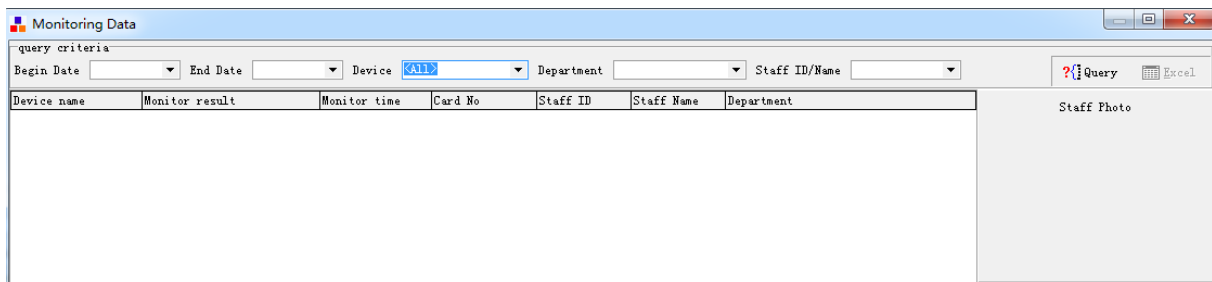 Monitoring Data
query criteria
Begin Date End Date Device <All> Department Staff ID/Name ?{]Query Excel
Device name Monitor result Monitor time Card No Staff ID Staff Name Department
Staff Photo